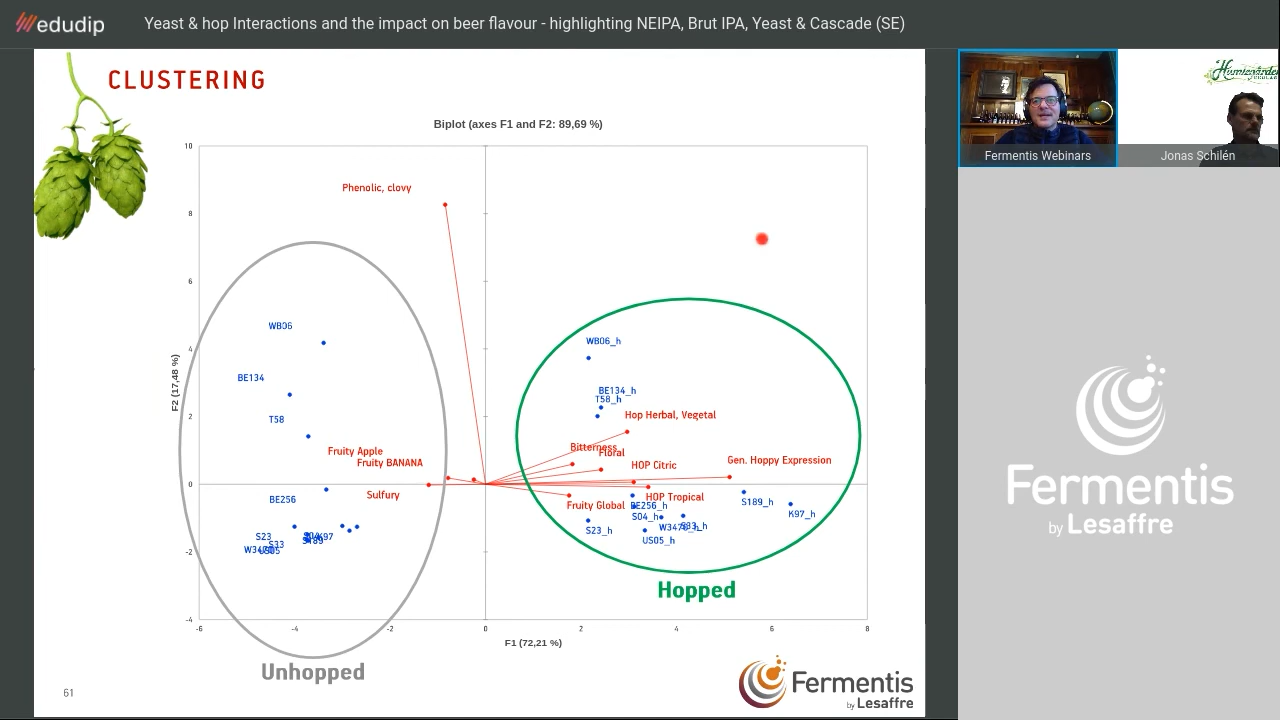 edudip
Yeast & hop Interactions and the impact on beer flavour - highlighting NEIPA, Brut IPA, Yeast & Cascade (SE)
CLUSTERING
Biplot (axes F1 and F2: 89,69 %)
10
8
6
4
2
0
-2
-4
F2 (17,48 %)
Phenolic, clovy
WB06
BE134
T58
Fruity Apple
Fruity BANANA
Sulfury
BE256
S23
S33
K97
S189
W3470
US05
WB06_h
BE134_h
T58_h
Hop Herbal, Vegetal
Bitterness
Floral
HOP Citric
Gen. Hoppy Expression
Fruity Global
HOP Tropical
BE256_h
S04_h
S189_h
K97_h
S23_h
S33_h
US05_h
-6
-4
-2
0
2
4
6
8
F1 (72,21 %)
Hopped
Unhopped
61
Fermentis
by Lesaffre
Fermentis Webinars
Jonas Schilén
Fermentis
by Lesaffre